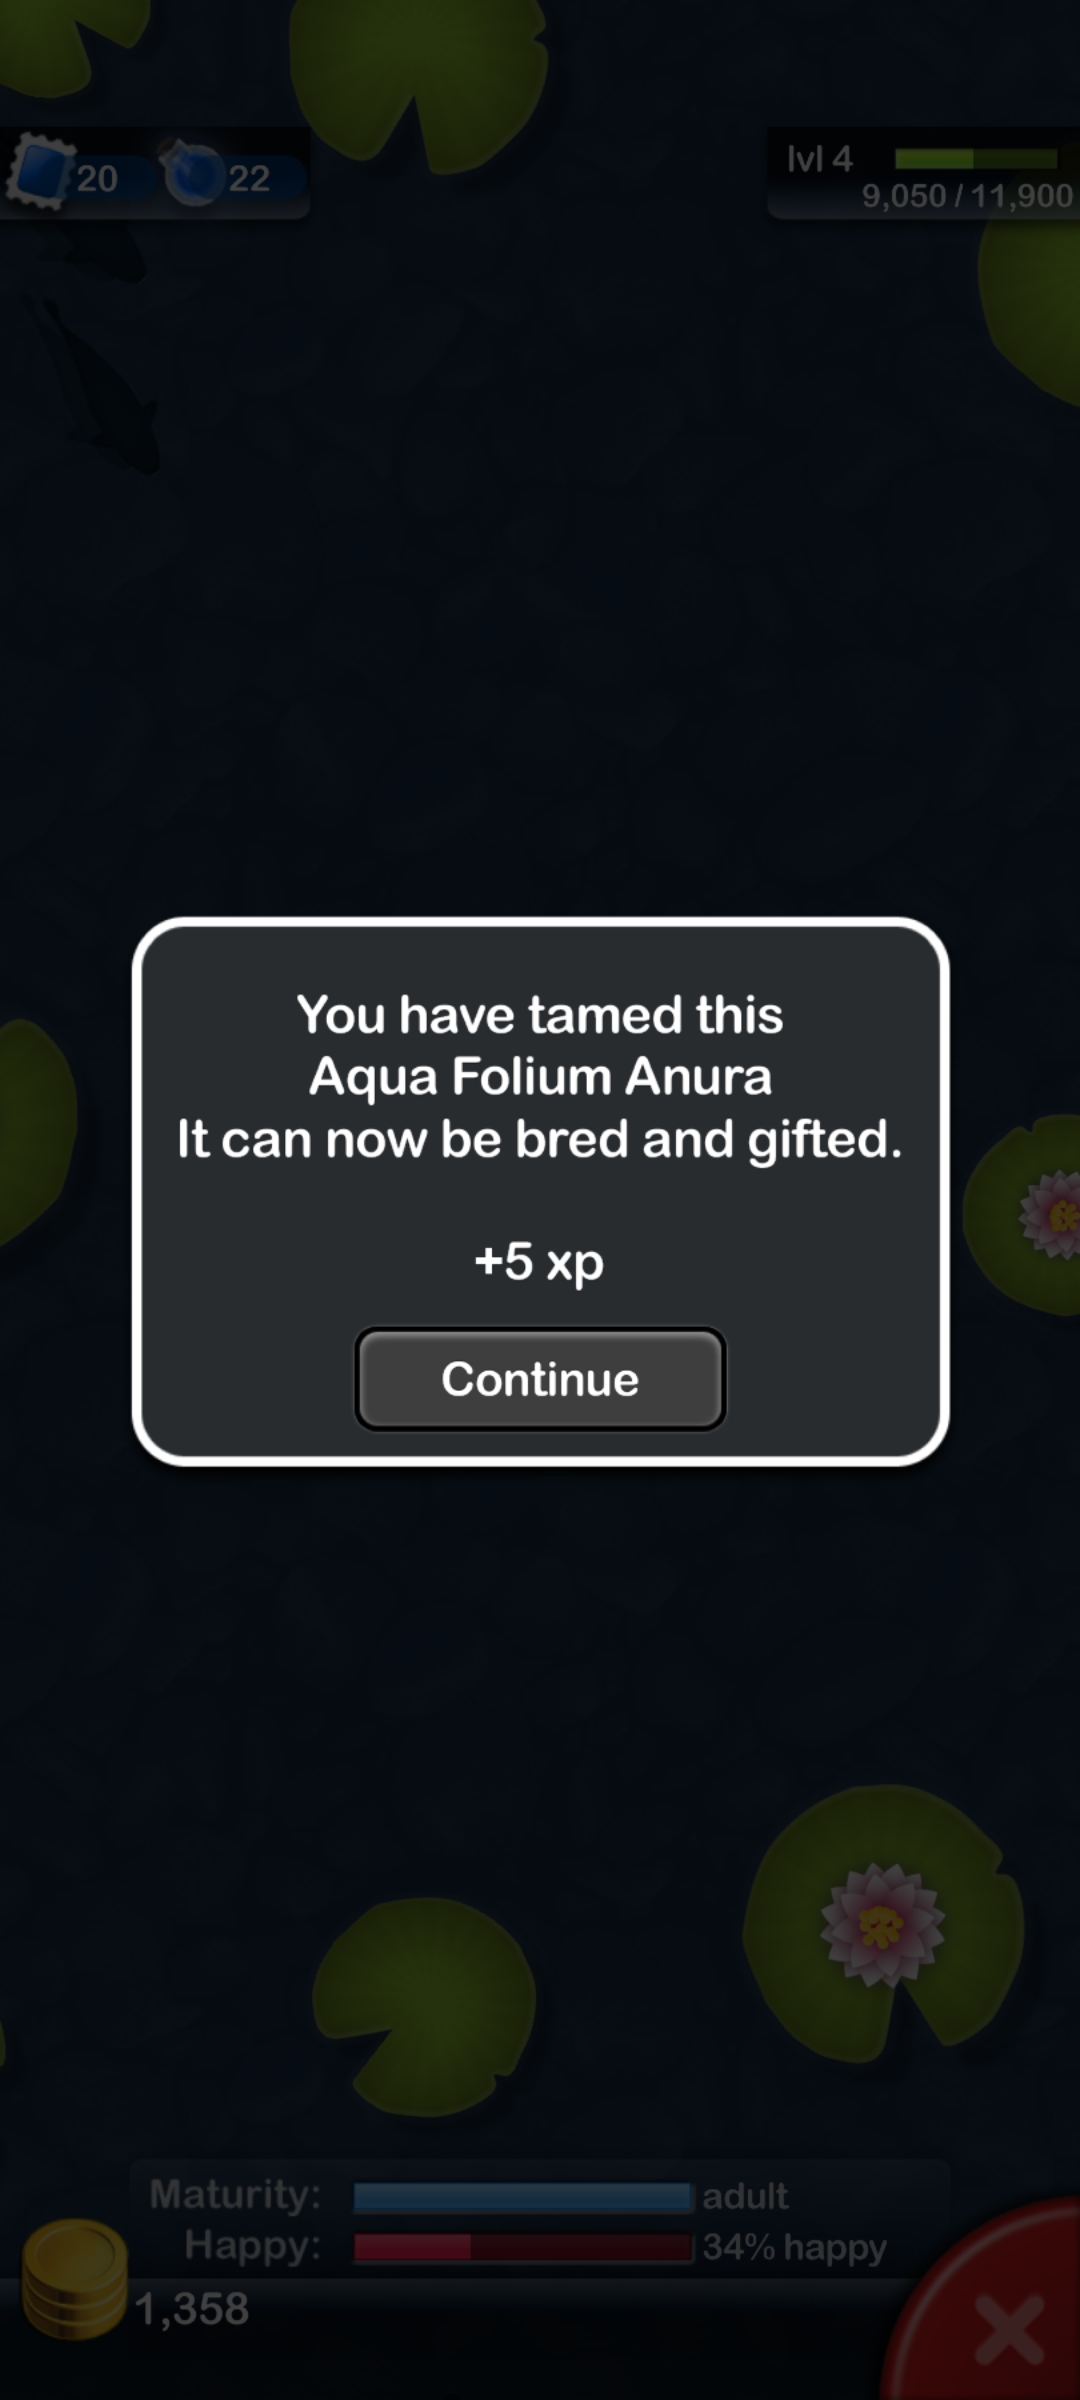 20
22
lvl 4
9,050 / 11,900
You have tamed this
Aqua Folium Anura
It can now be bred and gifted.
+5 xp
Continue
Maturity: adult
Happy: 34% happy
1,358